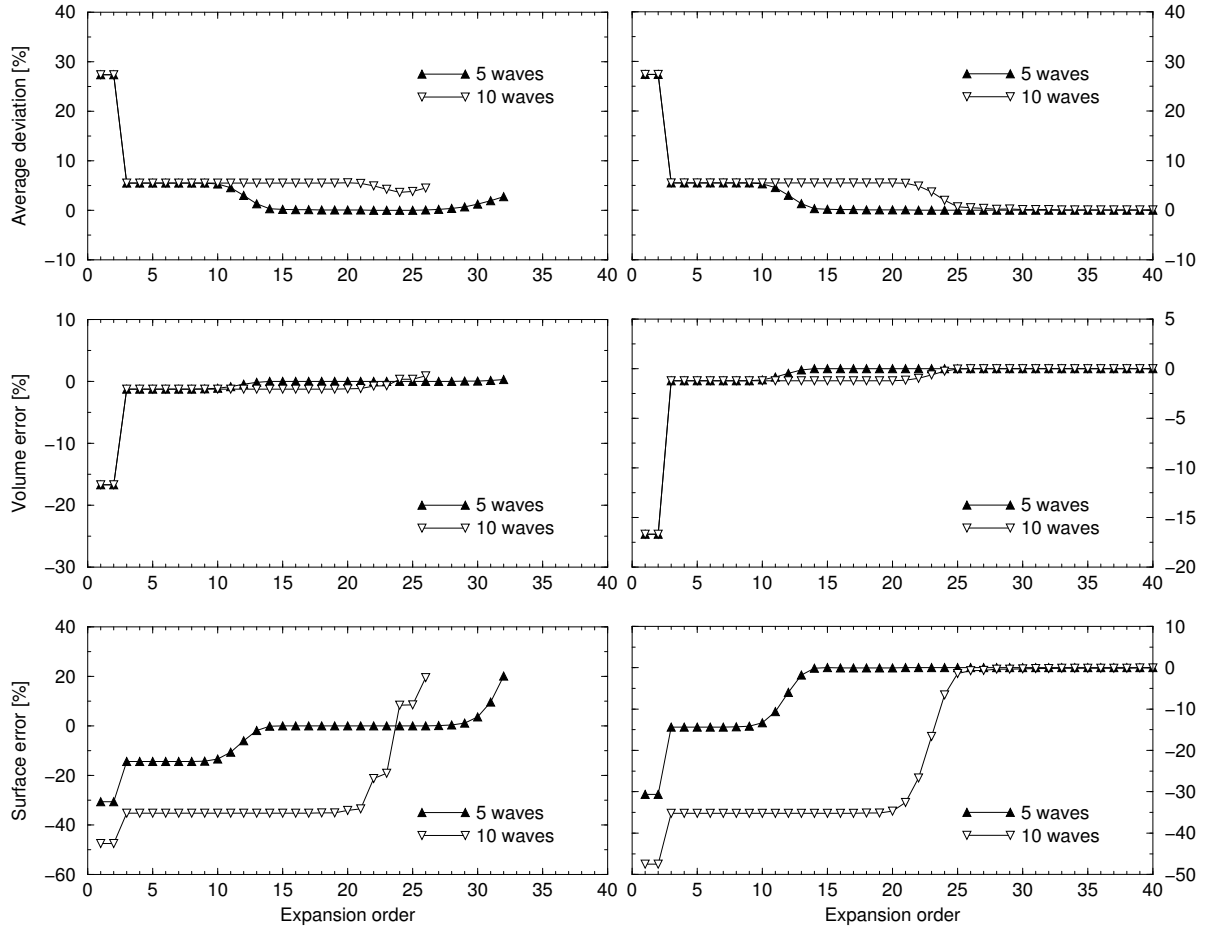 40
30
20
10
0
−10
0 5 10 15 20 25 30 35 40
Average deviation [%]
5 waves
10 waves
40
30
20
10
0
−10
0 5 10 15 20 25 30 35 40
5 waves
10 waves
10
0
−10
−20
−30
0 5 10 15 20 25 30 35 40
Volume error [%]
5 waves
10 waves
5
0
−5
−10
−15
−20
0 5 10 15 20 25 30 35 40
5 waves
10 waves
40
20
0
−20
−40
−60
0 5 10 15 20 25 30 35 40
Surface error [%]
5 waves
10 waves
Expansion order
10
0
−10
−20
−30
−40
−50
0 5 10 15 20 25 30 35 40
5 waves
10 waves
Expansion order